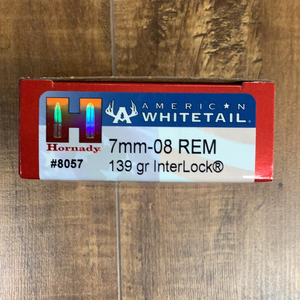 AMERICAN
WHITETAIL®
H
Hornady®
7mm-08 REM
#8057
139 gr InterLock®